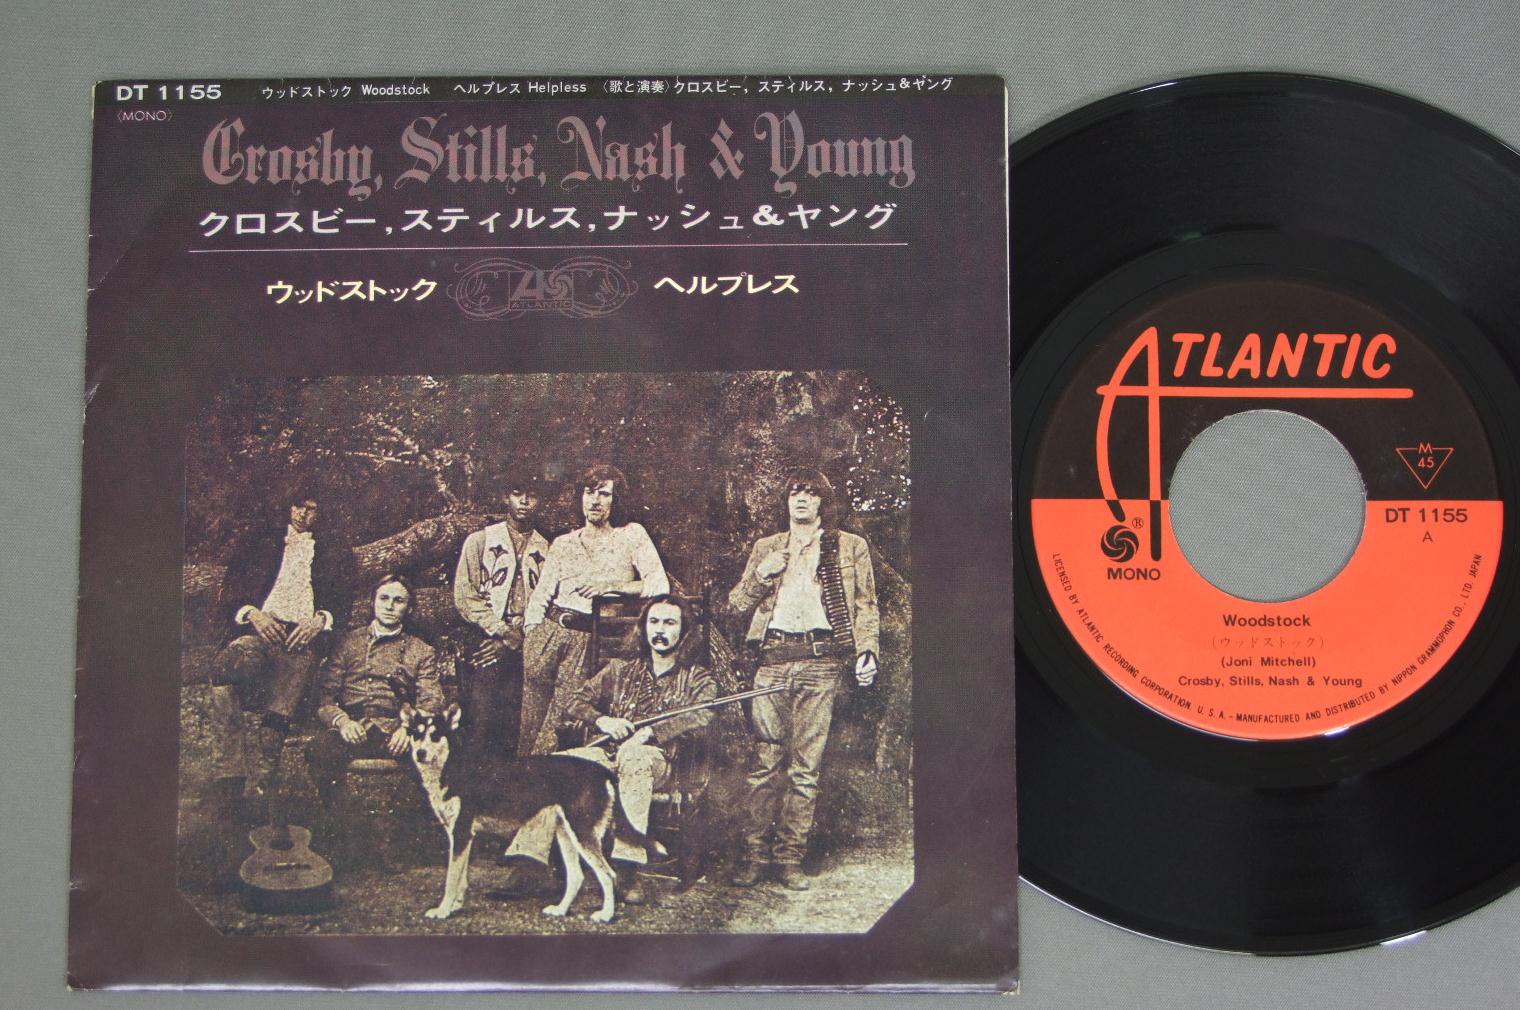 DT 1155 ウッドストック Woodstock ヘルプレス Helpless 〈歌と演奏〉クロスビー, スティルス, ナッシュ&ヤング
〈MONO〉
Crosby, Stills, Nash & Young
クロスビー,スティルス,ナッシュ&ヤング
ウッドストック ATLANTIC ヘルプレス
ATLANTIC
M
45
DT 1155
A
®
MONO
Woodstock
(ウッドストック)
(Joni Mitchell)
Crosby, Stills, Nash & Young
LICENSED BY ATLANTIC RECORDING CORPORATION. U. S. A. - MANUFACTURED AND DISTRIBUTED BY NIPPON GRAMMOPHON CO., LTD. JAPAN